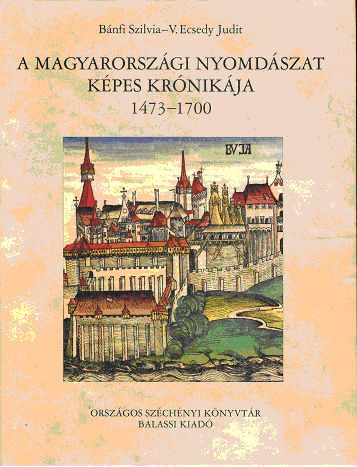 Bánfi Szilvia–V. Ecsedy Judit
A MAGYARORSZÁGI NYOMDÁSZAT
KÉPES KRÓNIKÁJA
1473–1700
BVDA
ORSZÁGOS SZÉCHÉNYI KÖNYVTÁR
BALASSI KIADÓ